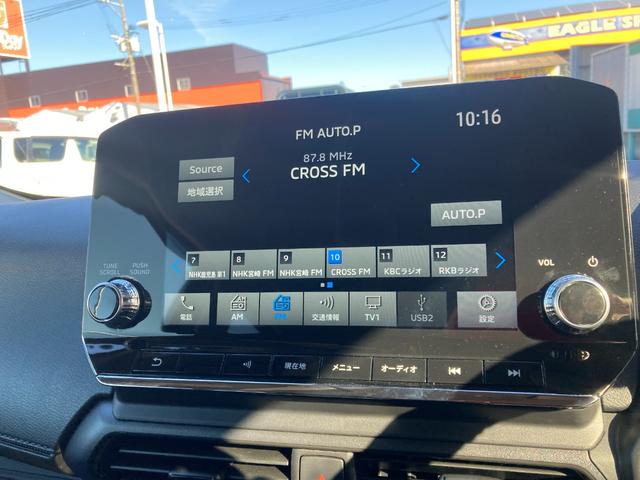 Day
EAGLE
FM AUTO.P
10:16
87.8 MHz
CROSS FM
Source
地域選択
AUTO.P
7 NHK鹿児島 第1
8 NHK宮崎 FM
9 NHK宮崎 FM
10 CROSS FM
11 KBCラジオ
12 RKBラジオ
TUNE SCROLL
PUSH SOUND
VOL
電話
AM
FM
交通情報
TV1
USB2
設定
現在地
メニュー
オーディオ